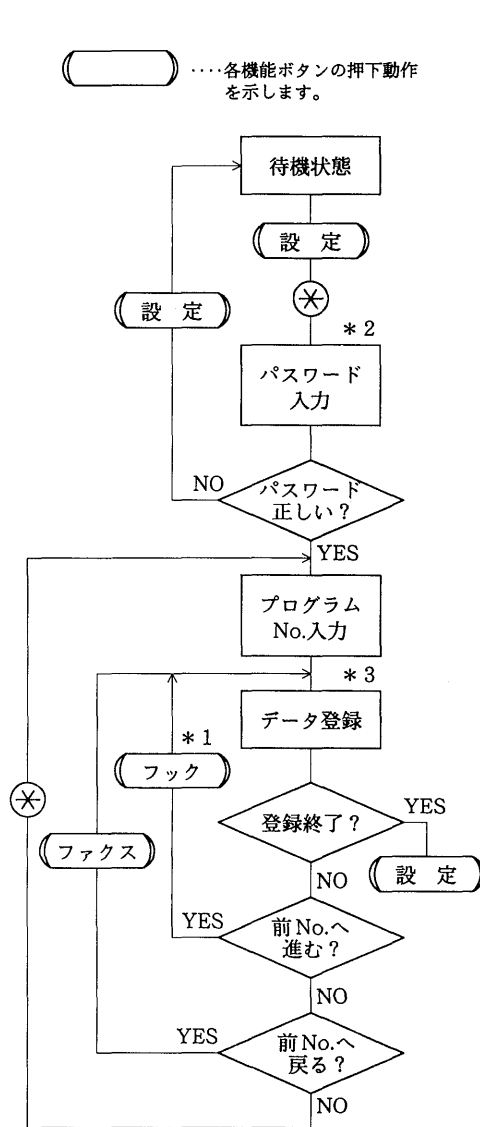 ‥‥各機能ボタンの押下動作
を示します。
待機状態
設 定
設 定
＊2
パスワード
入力
NO
パスワード
正しい？
YES
プログラム
No.入力
＊3
データ登録
＊1
フック
登録終了？
YES
ファクス
設 定
NO
YES
前No.へ
進む？
NO
YES
前No.へ
戻る？
NO